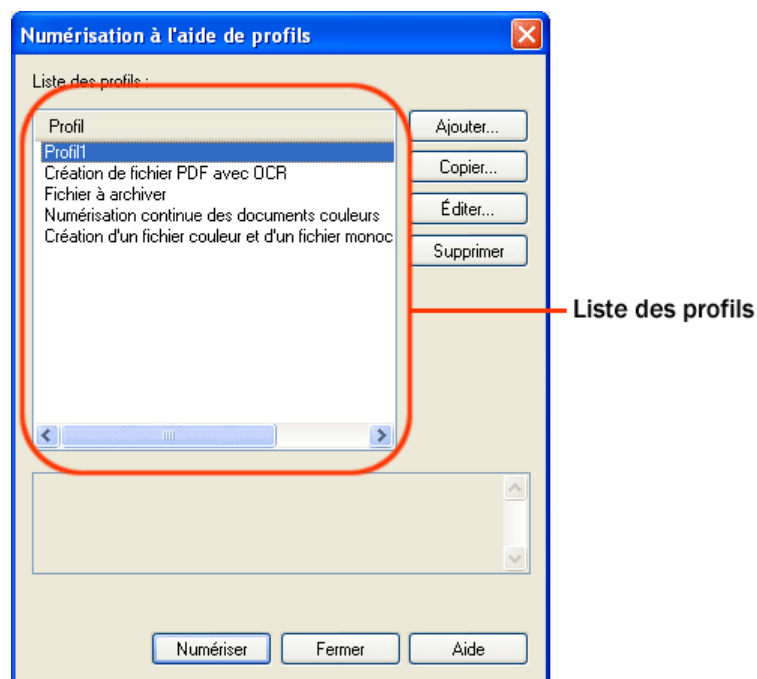 Numérisation à l'aide de profils
Liste des profils :
Profil
Profil1
Création de fichier PDF avec OCR
Fichier à archiver
Numérisation continue des documents couleurs
Création d'un fichier couleur et d'un fichier monoc
Ajouter...
Copier...
Éditer...
Supprimer
Liste des profils
Numériser
Fermer
Aide